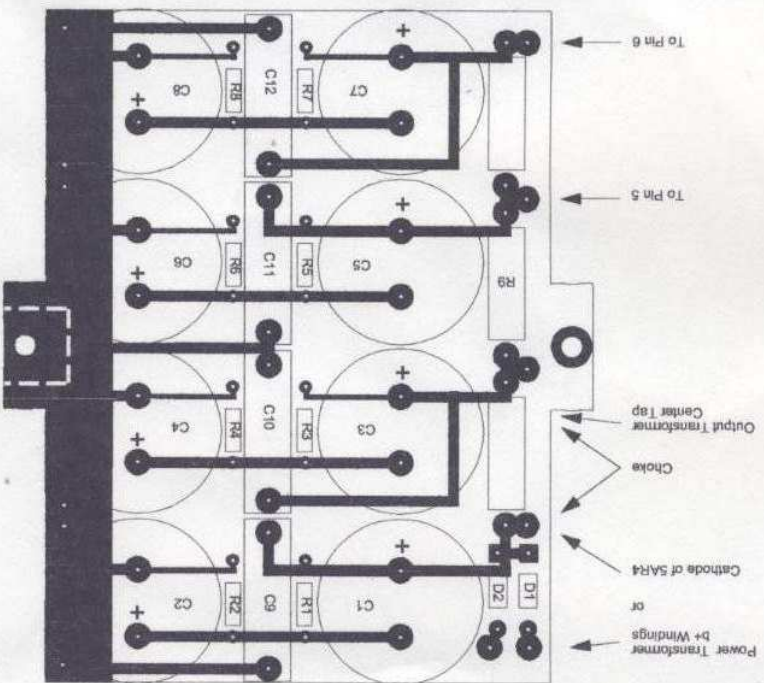 Power Transformer
b+ Windings
or
Cathode of 5AR4
Choke
Output Transformer
Center Tap
To Pin 5
To Pin 6
D1
D2
C1
+
R1
C9
R2
C2
+
C3
+
R3
C10
R4
C4
+
R9
C5
+
R5
C11
R6
C6
+
C7
+
R7
C12
R8
C8
+